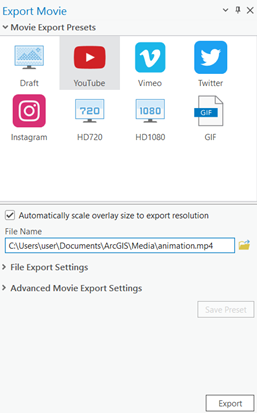 Export Movie
Movie Export Presets
Draft
YouTube
Vimeo
Twitter
720
1080
GIF
Instagram
HD720
HD1080
GIF
Automatically scale overlay size to export resolution
File Name
C:\Users\user\Documents\ArcGIS\Media\animation.mp4
File Export Settings
Advanced Movie Export Settings
Save Preset
Export